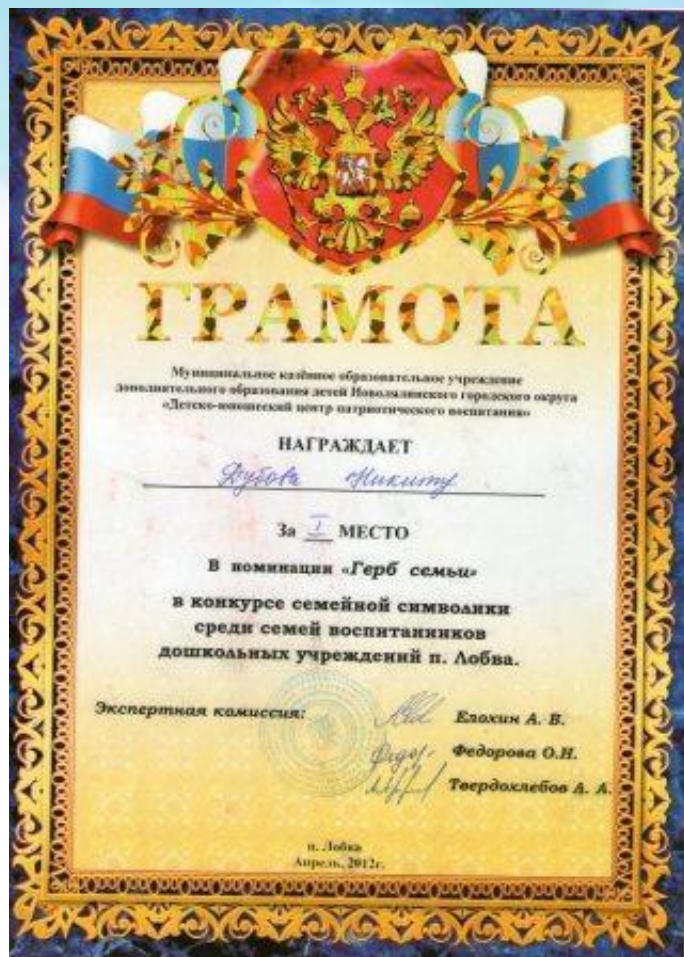 ГРАМОТА
Муниципальное казённое образовательное учреждение
дополнительного образования детей Новолялинского городского округа
«Детско-юношеский центр патриотического воспитания»
НАГРАЖДАЕТ
Дубова Никиту
За I МЕСТО
В номинации «Герб семьи»
в конкурсе семейной символики
среди семей воспитанников
дошкольных учреждений п. Лобва.
Экспертная комиссия:
Елохин А. В.
Федорова О.Н.
Твердохлебов А. А.
п. Лобва
Апрель, 2012г.